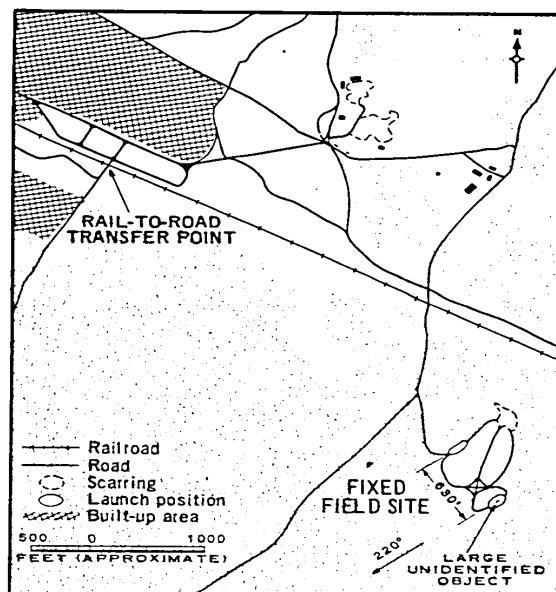 N
RAIL-TO-ROAD
TRANSFER POINT
Railroad
Road
Scarring
Launch position
Built-up area
500 0 1000
FEET (APPROXIMATE)
FIXED
FIELD SITE
630'
220°
LARGE
UNIDENTIFIED
OBJECT